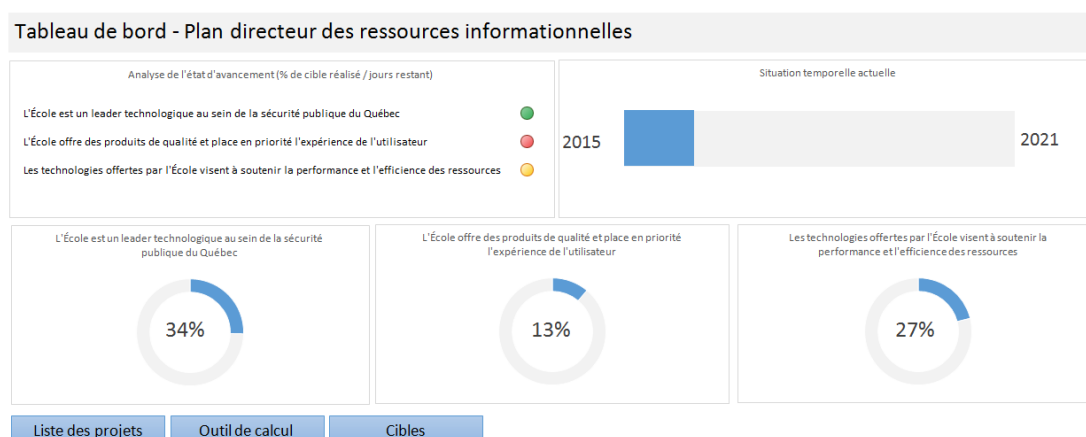 Tableau de bord - Plan directeur des ressources informationnelles
Analyse de l'état d'avancement (% de cible réalisé / jours restant)
L'École est un leader technologique au sein de la sécurité publique du Québec
L'École offre des produits de qualité et place en priorité l'expérience de l'utilisateur
Les technologies offertes par l'École visent à soutenir la performance et l'efficience des ressources
Situation temporelle actuelle
2015
2021
L'École est un leader technologique au sein de la sécurité
publique du Québec
34%
L'École offre des produits de qualité et place en priorité
l'expérience de l'utilisateur
13%
Les technologies offertes par l'École visent à soutenir la
performance et l'efficience des ressources
27%
Liste des projets
Outil de calcul
Cibles